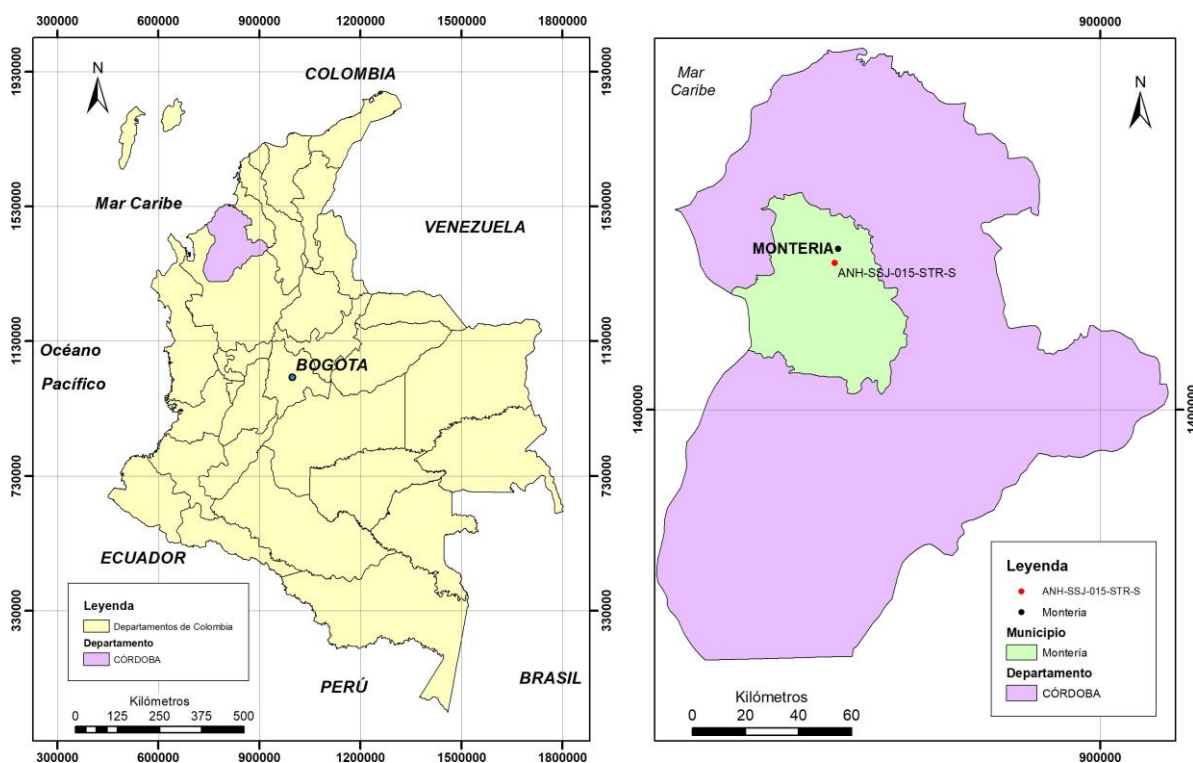 300000 600000 900000 1200000 1500000 1800000
1930000
1530000
1130000
730000
330000
N
COLOMBIA
Mar Caribe
VENEZUELA
Océano
Pacífico
BOGOTA
ECUADOR
PERÚ
BRASIL
Leyenda
Departamentos de Colombia
Departamento
CÓRDOBA
Kilómetros
0 125 250 375 500
1930000
1530000
1130000
730000
330000
300000 600000 900000 1200000 1500000 1800000
900000
Mar
Caribe
N
MONTERIA
ANH-SSJ-015-STR-S
1400000
1400000
Leyenda
ANH-SSJ-015-STR-S
Monteria
Municipio
Montería
Departamento
CÓRDOBA
Kilómetros
0 20 40 60
900000